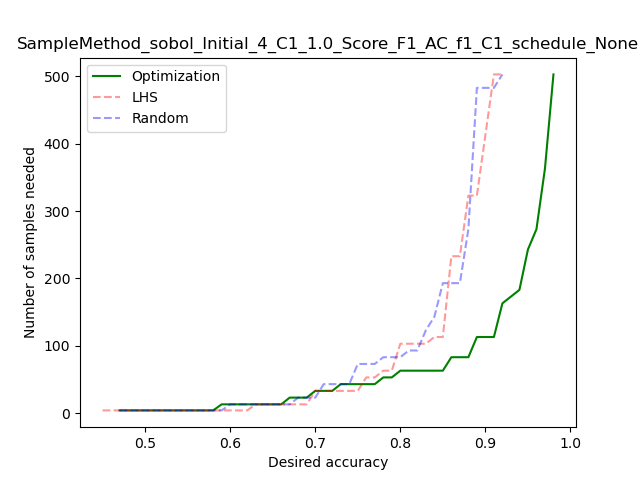 SampleMethod_sobol_Initial_4_C1_1.0_Score_F1_AC_f1_C1_schedule_None
Optimization
LHS
Random
500
400
300
200
100
0
Number of samples needed
0.5 0.6 0.7 0.8 0.9 1.0
Desired accuracy